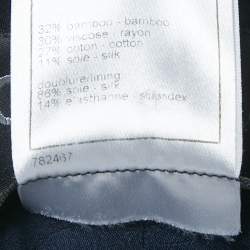 32% bamboo - bamboo
30% viscose - rayon
27% coton - cotton
11% soie - silk
doublure/lining
86% soie - silk
14% elasthanne - spandex
782467